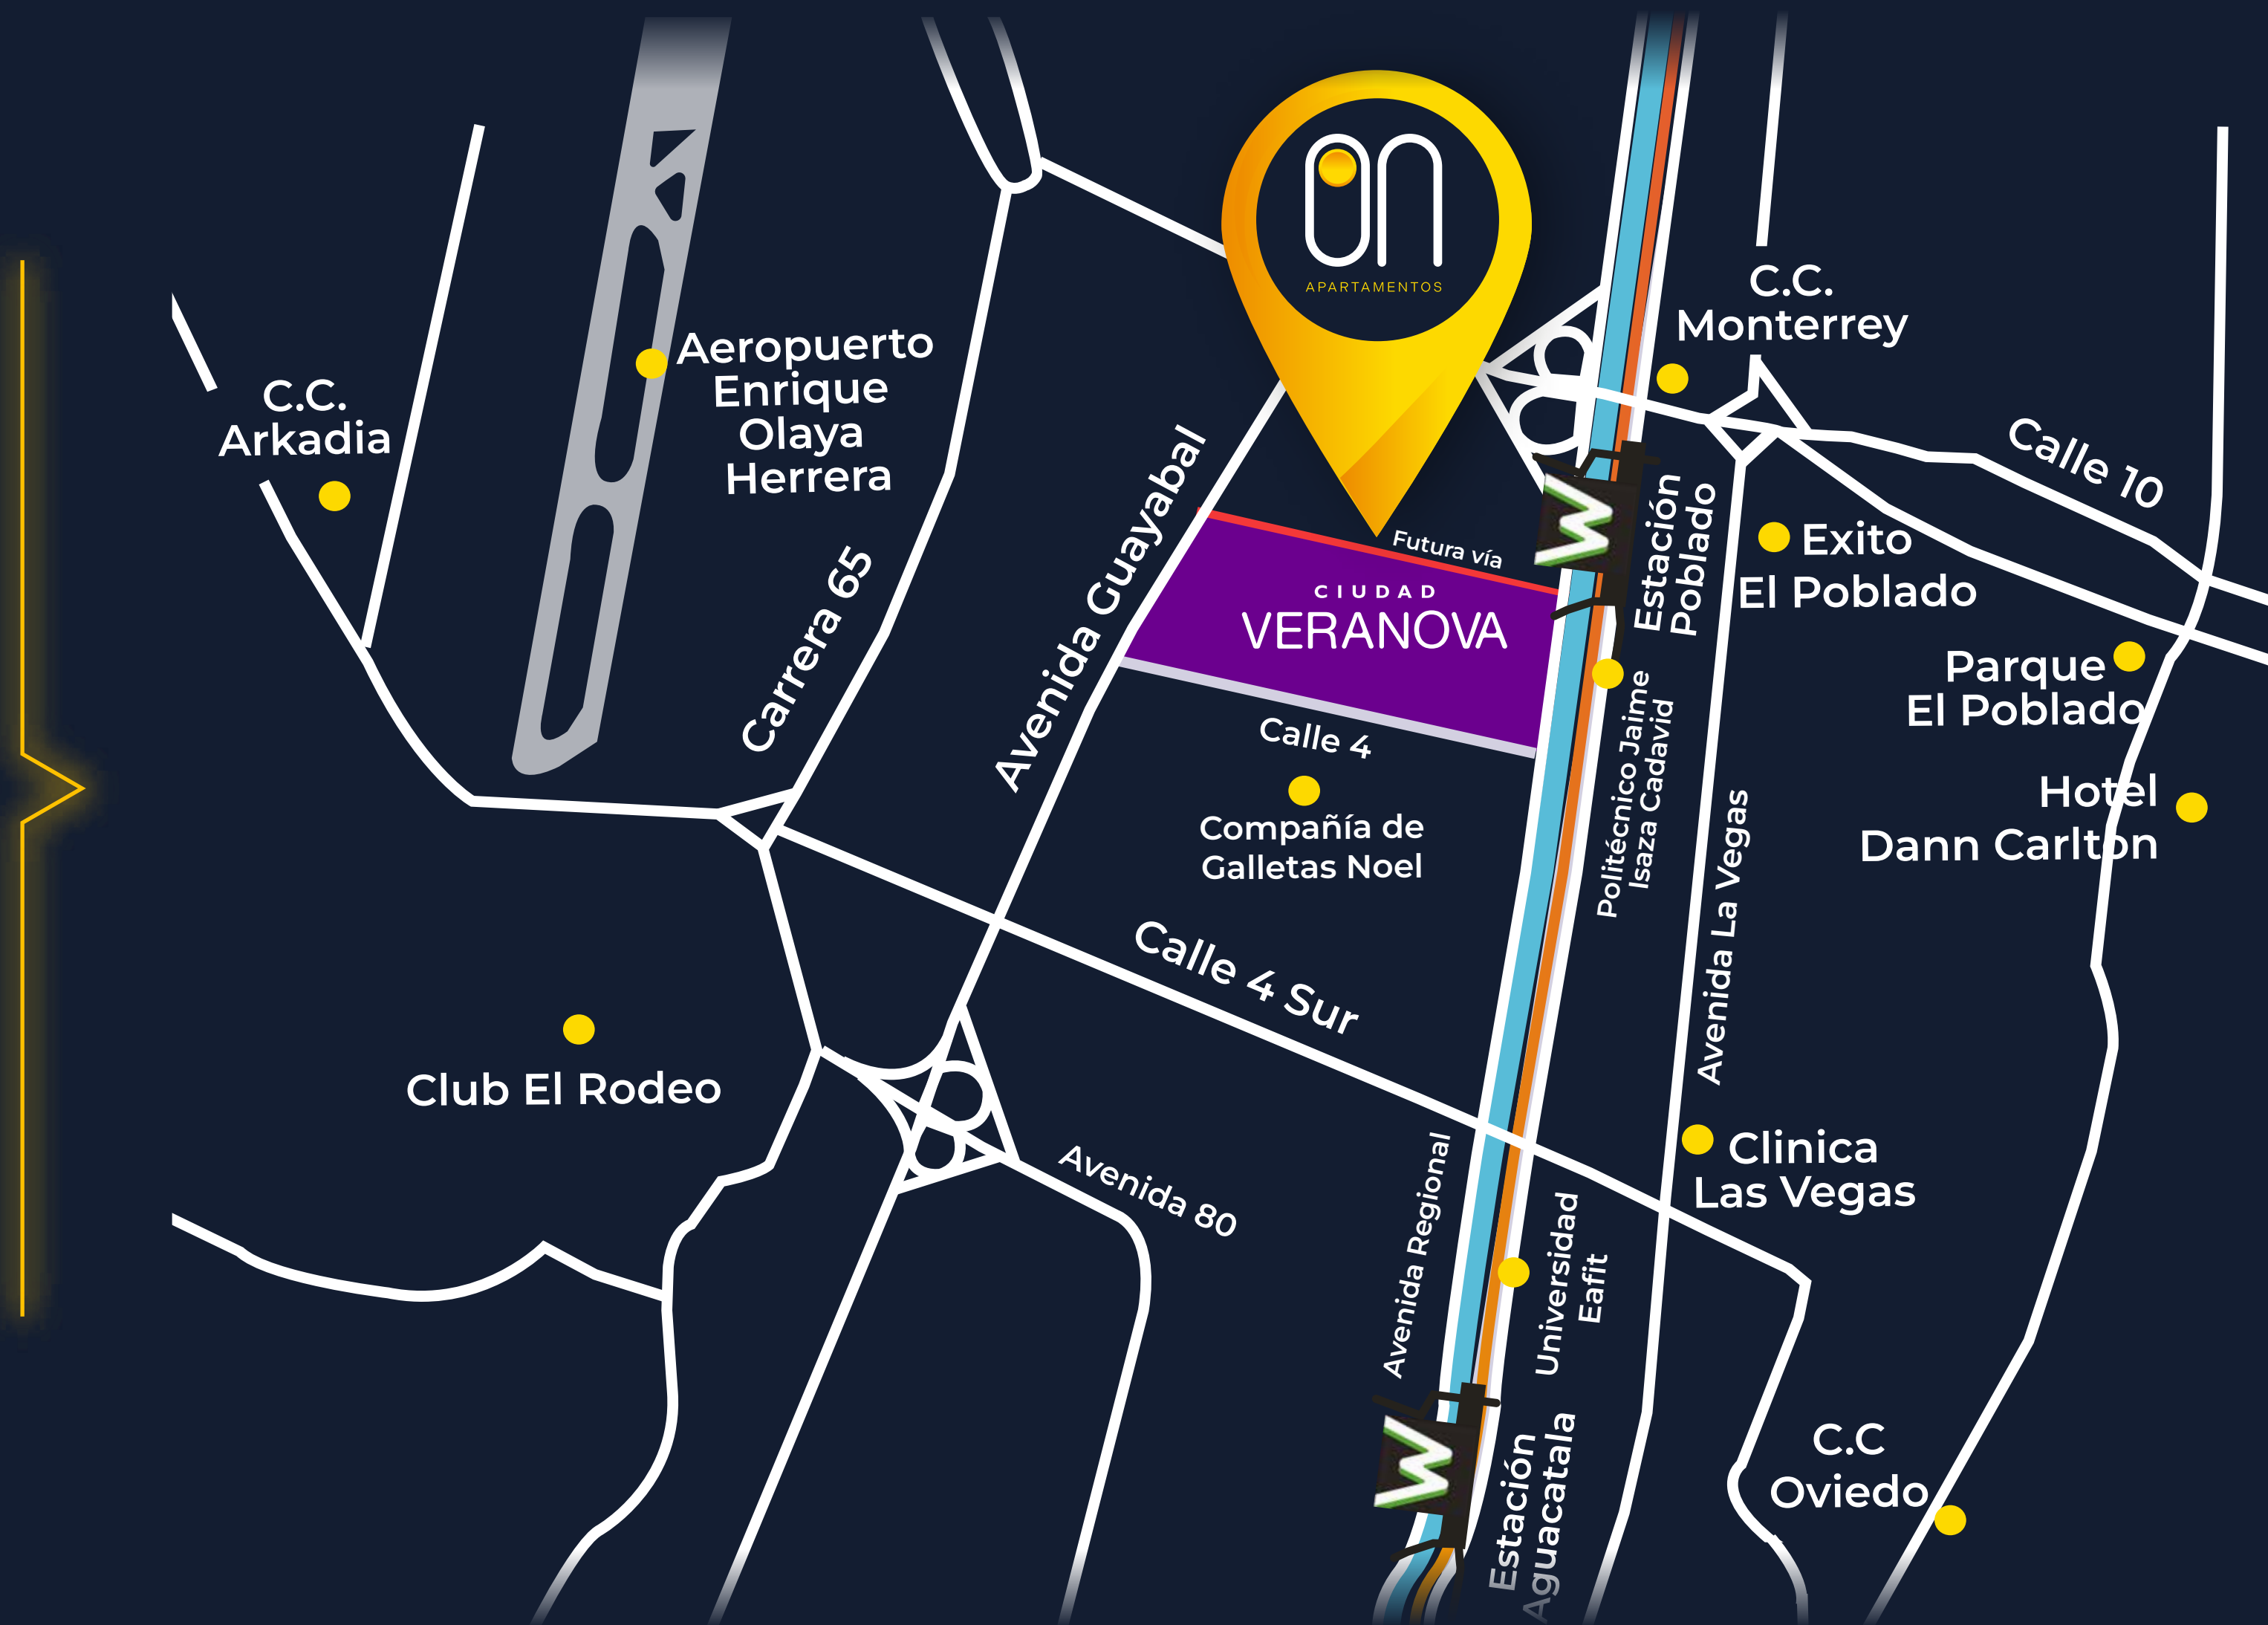 ON
APARTAMENTOS
C.C.
Monterrey
Aeropuerto
Enrique
Olaya
Herrera
C.C.
Arkadia
Calle 10
Avenida Guayabal
Carrera 65
Futura vía
CIUDAD
VERANOVA
Estación
Poblado
Exito
El Poblado
Parque
El Poblado
Calle 4
Compañía de
Galletas Noel
Politécnico Jaime
Isaza Cadavid
Avenida La Vegas
Hotel
Dann Carlton
Calle 4 Sur
Club El Rodeo
Avenida 80
Avenida Regional
Universidad
Eafit
Clinica
Las Vegas
Estación
Aguacatala
C.C
Oviedo